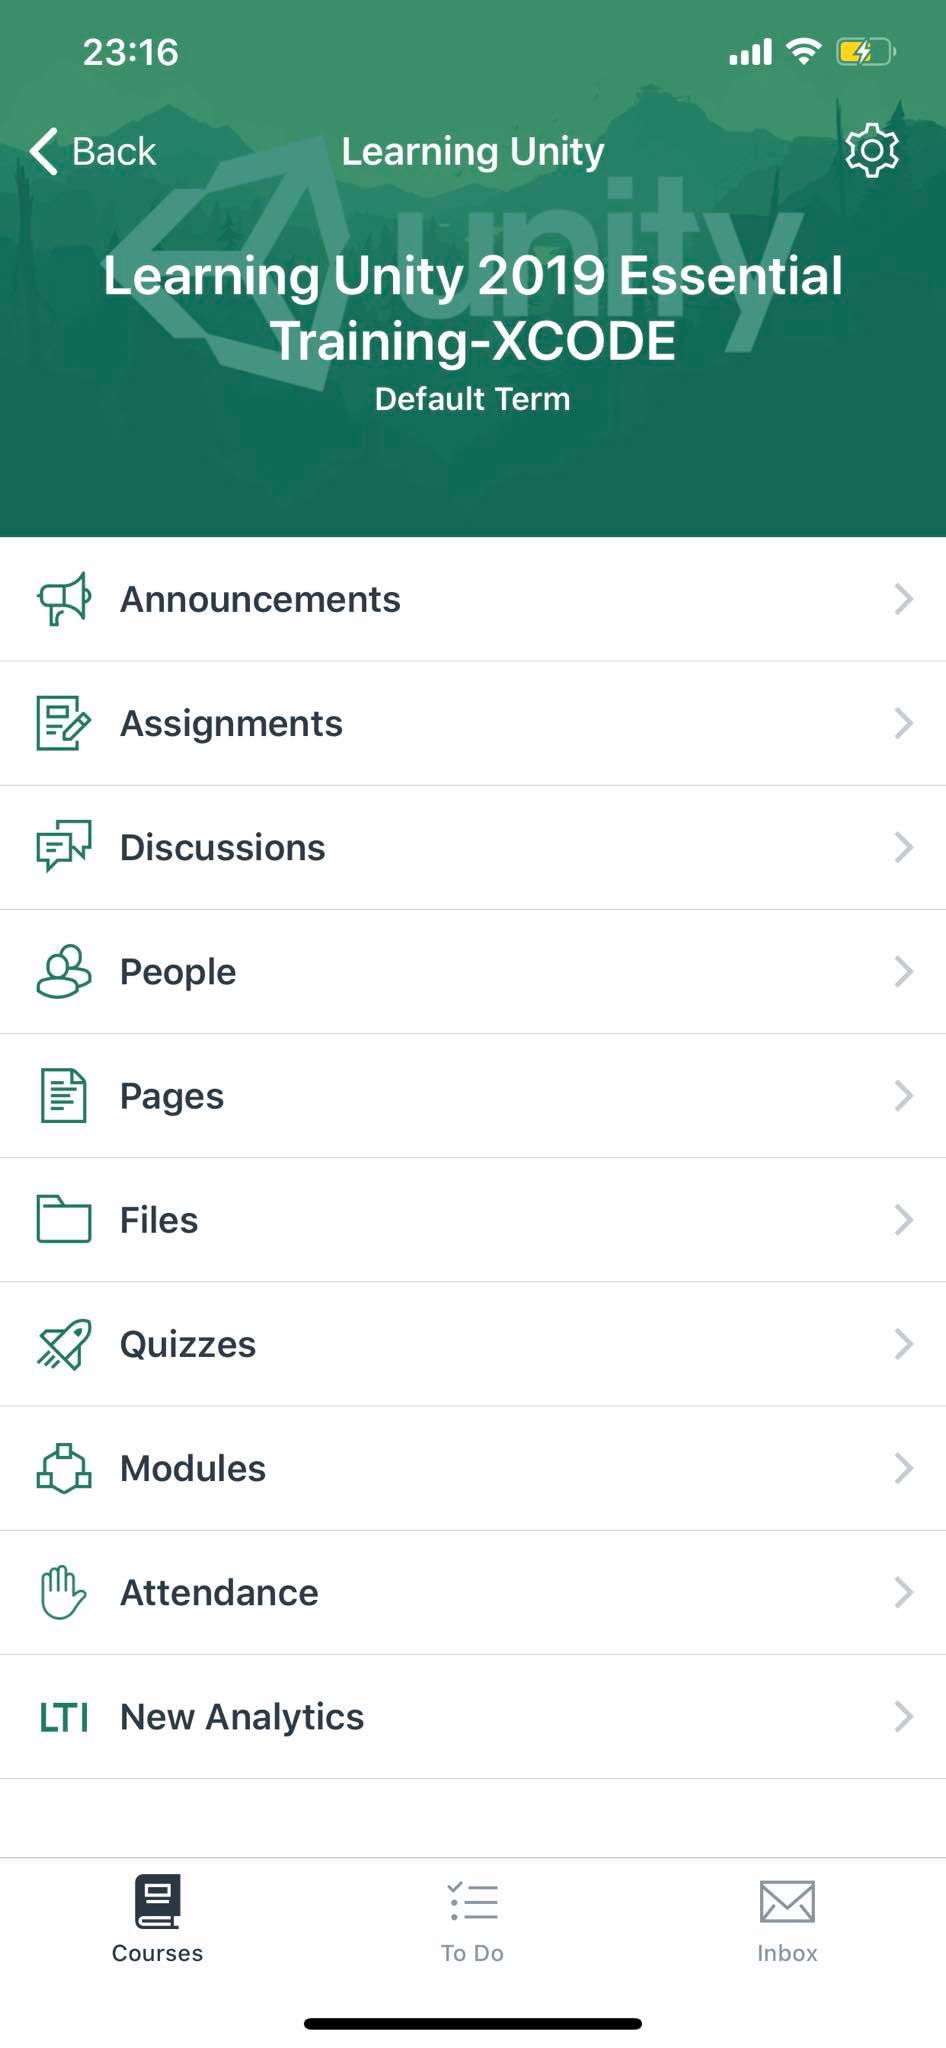 23:16
Back
Learning Unity
unity
Learning Unity 2019 Essential
Training-XCODE
Default Term
Announcements
Assignments
Discussions
People
Pages
Files
Quizzes
Modules
Attendance
LTI New Analytics
Courses
To Do
Inbox